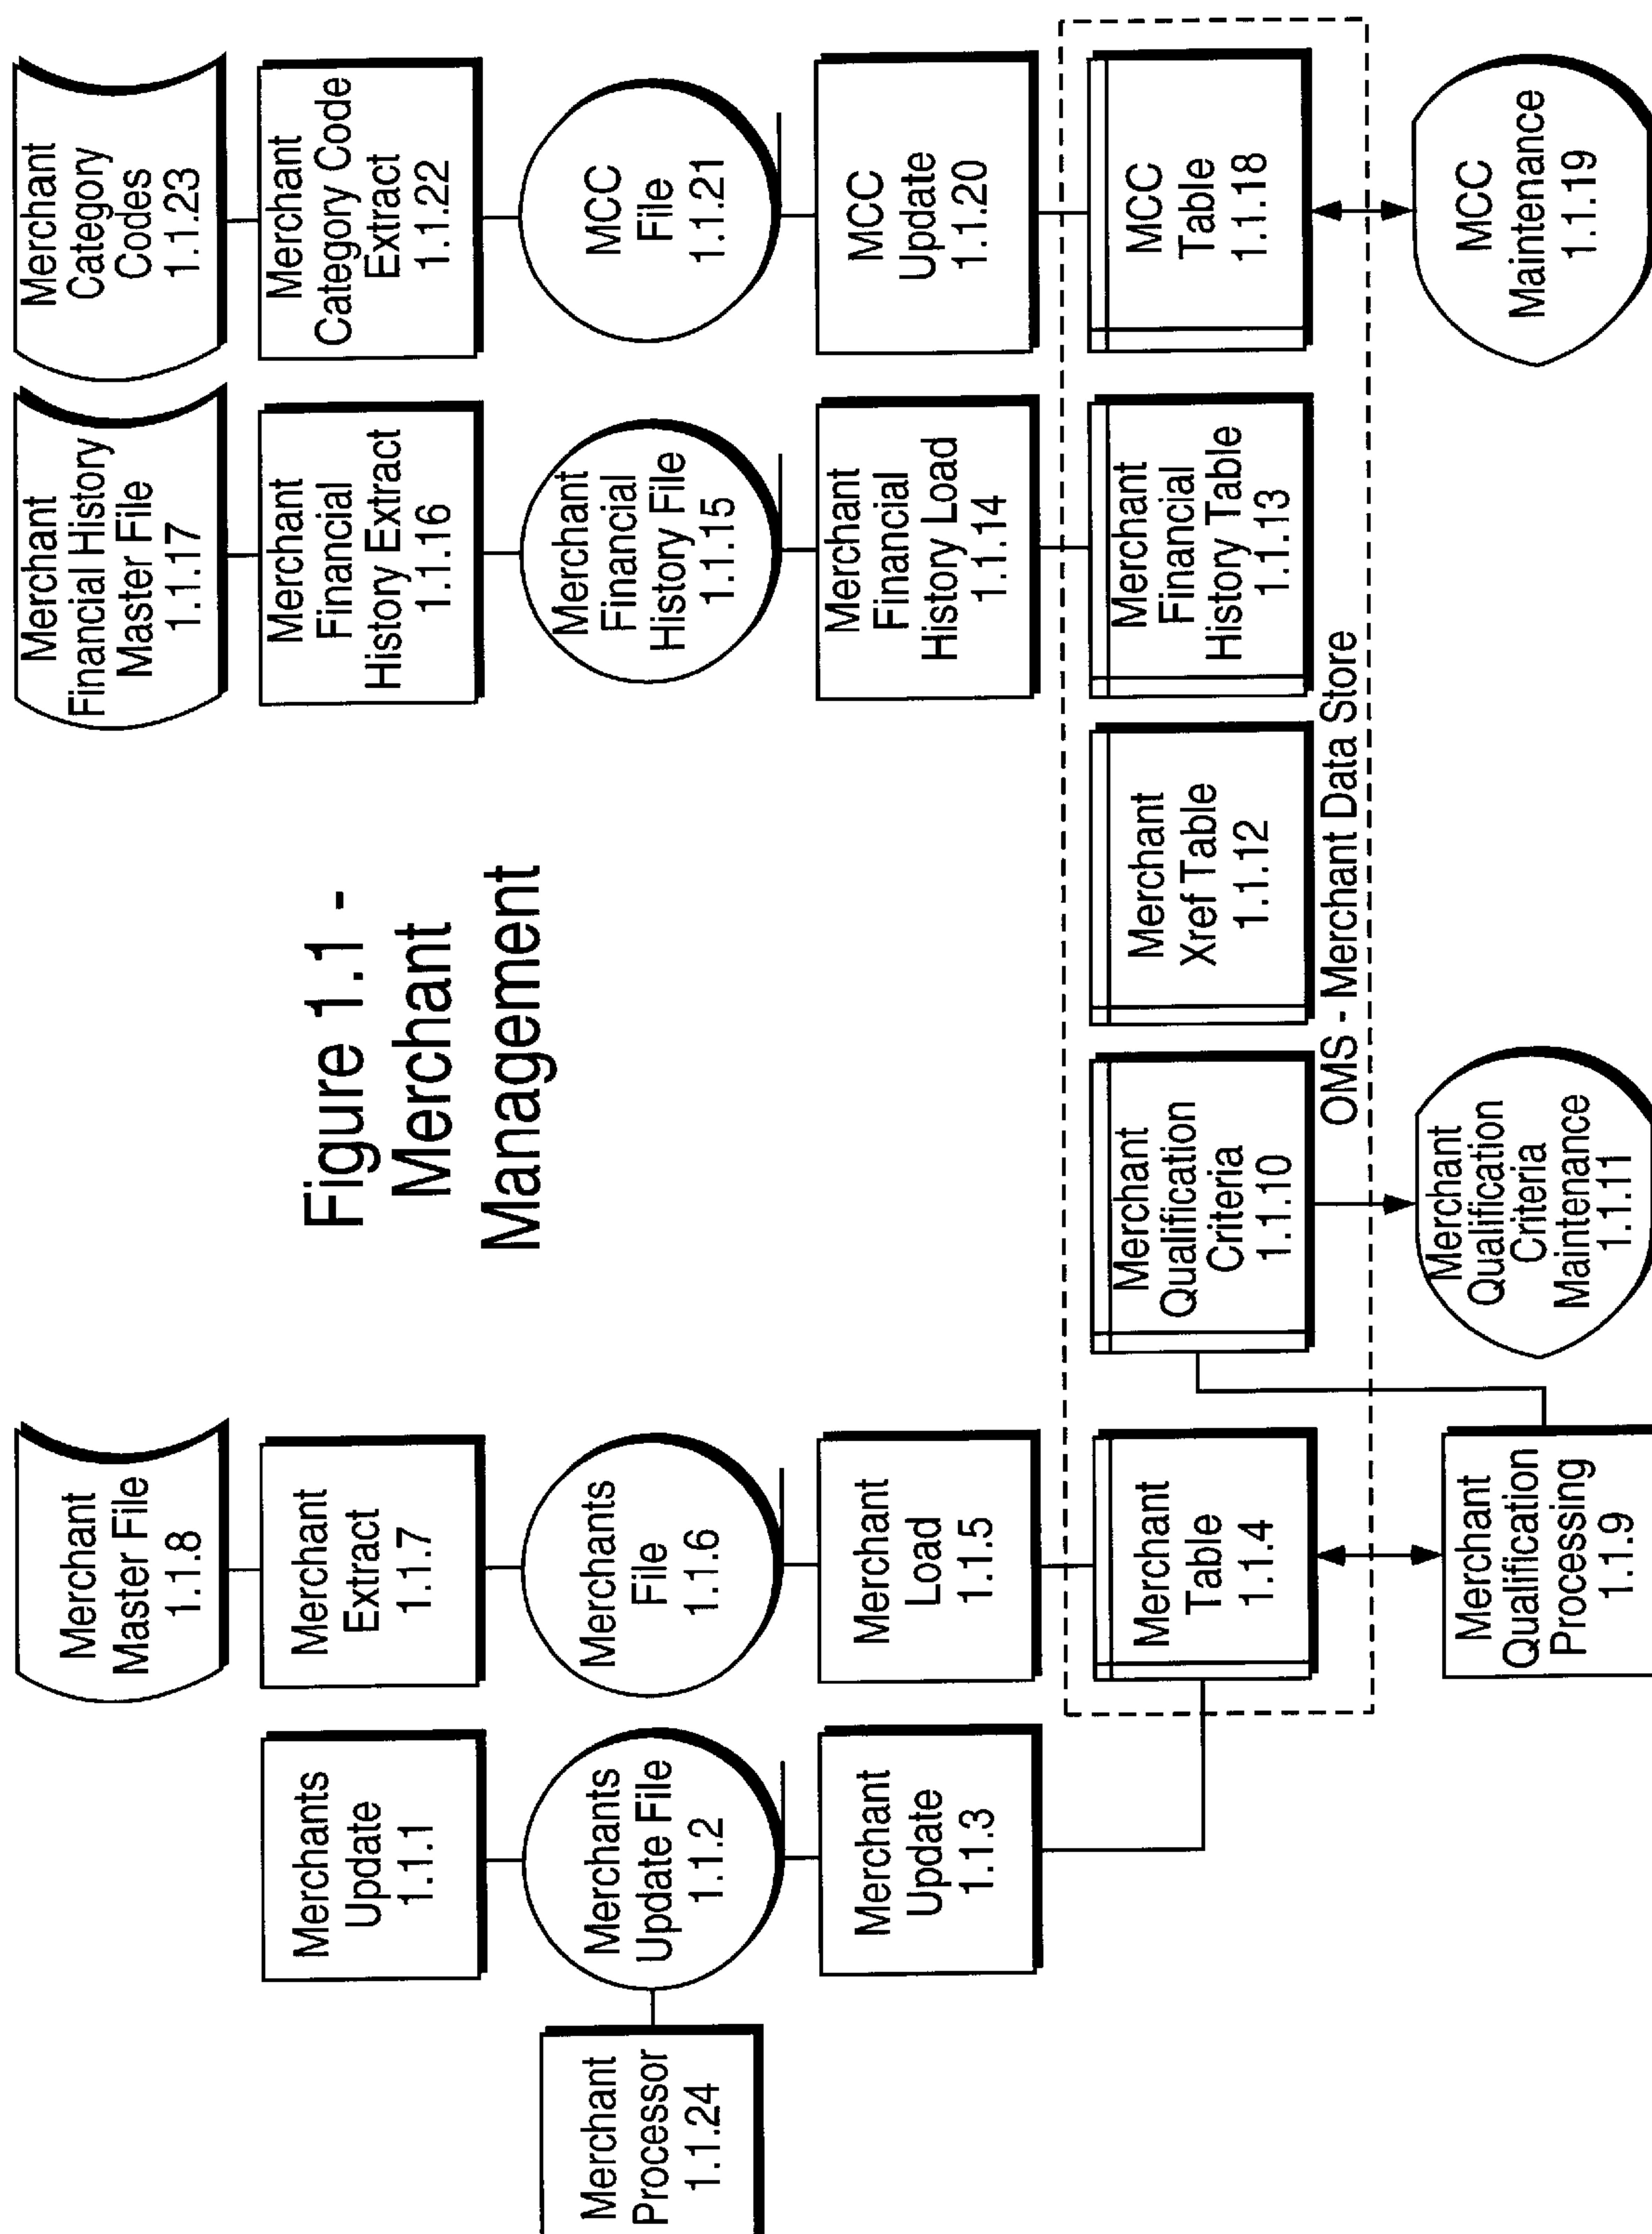 Figure 1.1 -
Merchant
Management
Merchant
Master File
1.1.8
Merchant
Financial History
Master File
1.1.17
Merchant
Category
Codes
1.1.23
Merchants
Update
1.1.1
Merchant
Extract
1.1.7
Merchant
Financial
History Extract
1.1.16
Merchant
Category Code
Extract
1.1.22
Merchant
Processor
1.1.24
Merchants
Update File
1.1.2
Merchants
File
1.1.6
Merchant
Financial
History File
1.1.15
MCC
File
1.1.21
Merchant
Update
1.1.3
Merchant
Load
1.1.5
Merchant
Financial
History Load
1.1.14
MCC
Update
1.1.20
Merchant
Table
1.1.4
Merchant
Qualification
Criteria
1.1.10
Merchant
Xref Table
1.1.12
Merchant
Financial
History Table
1.1.13
MCC
Table
1.1.18
OMS - Merchant Data Store
Merchant
Qualification
Processing
1.1.9
Merchant
Qualification
Criteria
Maintenance
1.1.11
MCC
Maintenance
1.1.19